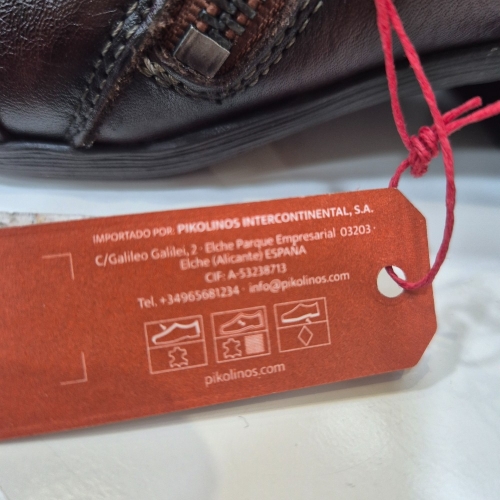 IMPORTADO POR: PIKOLINOS INTERCONTINENTAL, S.A.
C/Galileo Galilei, 2 · Elche Parque Empresarial 03203 ·
Elche (Alicante) ESPAÑA
CIF: A-53238713
Tel. +34965681234 · info@pikolinos.com
pikolinos.com